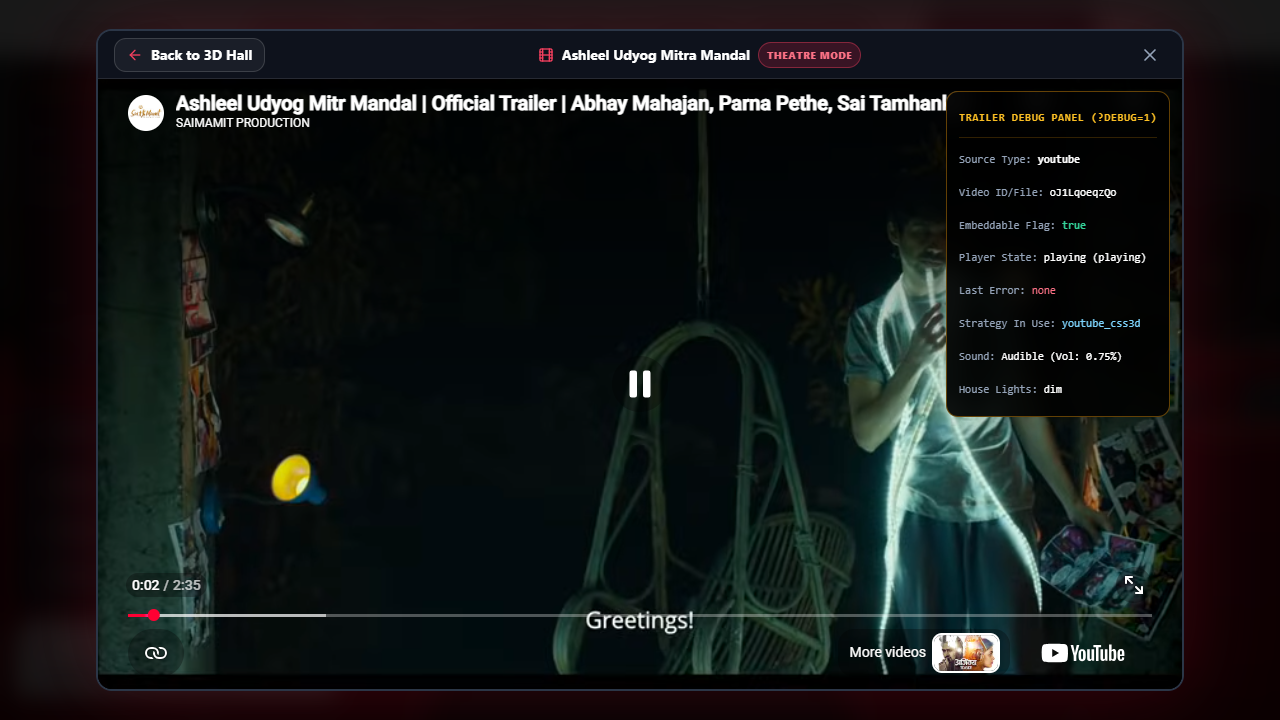 Back to 3D Hall
Ashleel Udyog Mitra Mandal
THEATRE MODE
Ashleel Udyog Mitr Mandal | Official Trailer | Abhay Mahajan, Parna Pethe, Sai Tamhank
SAIMAMIT PRODUCTION
TRAILER DEBUG PANEL (?DEBUG=1)
Source Type: youtube
Video ID/File: oJ1LqoeqzQo
Embeddable Flag: true
Player State: playing (playing)
Last Error: none
Strategy In Use: youtube_css3d
Sound: Audible (Vol: 0.75%)
House Lights: dim
0:02 / 2:35
Greetings!
More videos
YouTube